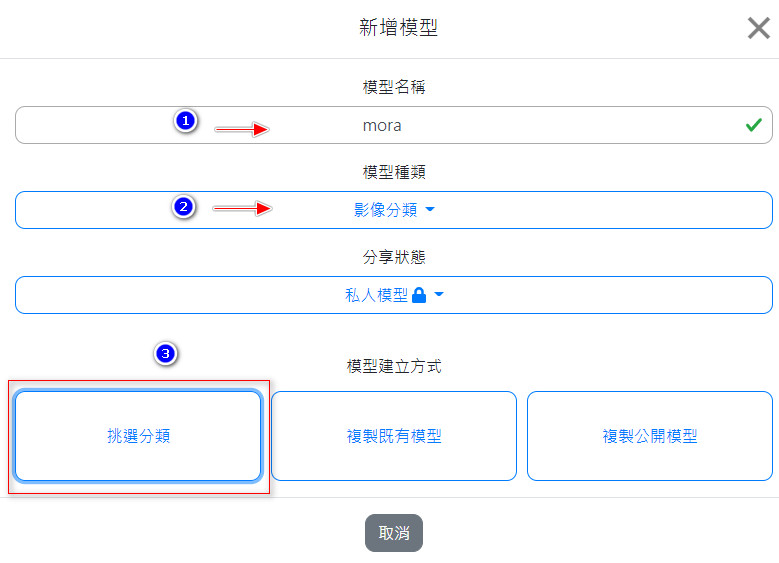 新增模型
模型名稱
1
mora
模型種類
2
影像分類
分享狀態
私人模型
3
模型建立方式
挑選分類
複製既有模型
複製公開模型
取消